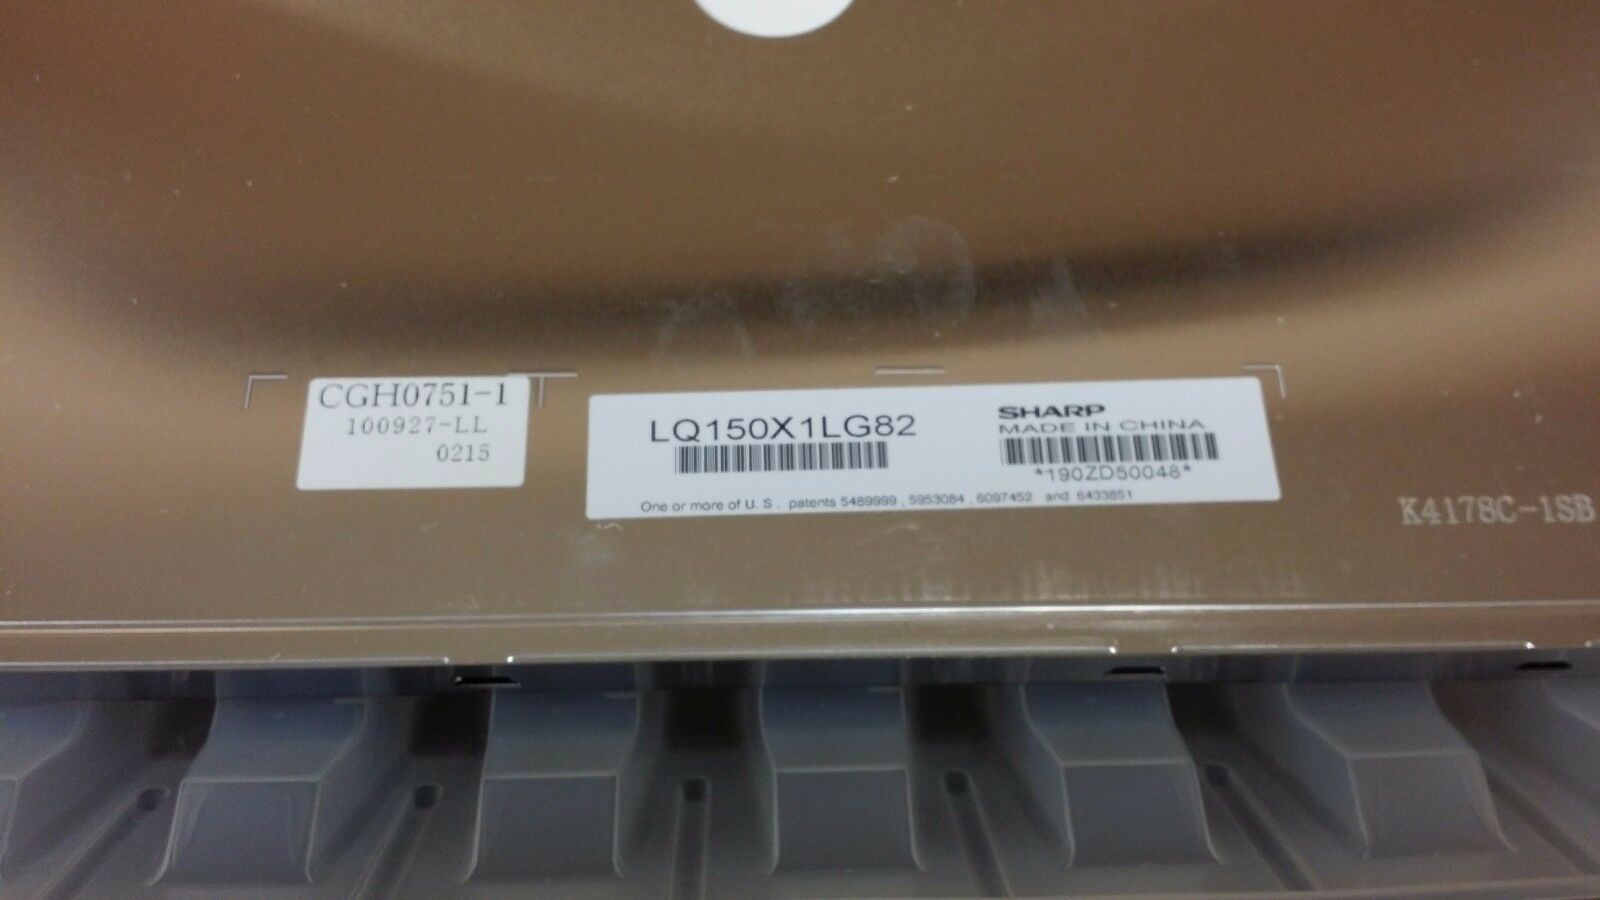 CGH0751-1
100927-LL
0215
LQ150X1LG82
SHARP
MADE IN CHINA
*190ZD50048*
One or more of U. S. patents 5489999 , 5953084 , 6097452 and 6433851
K4178C-1SB